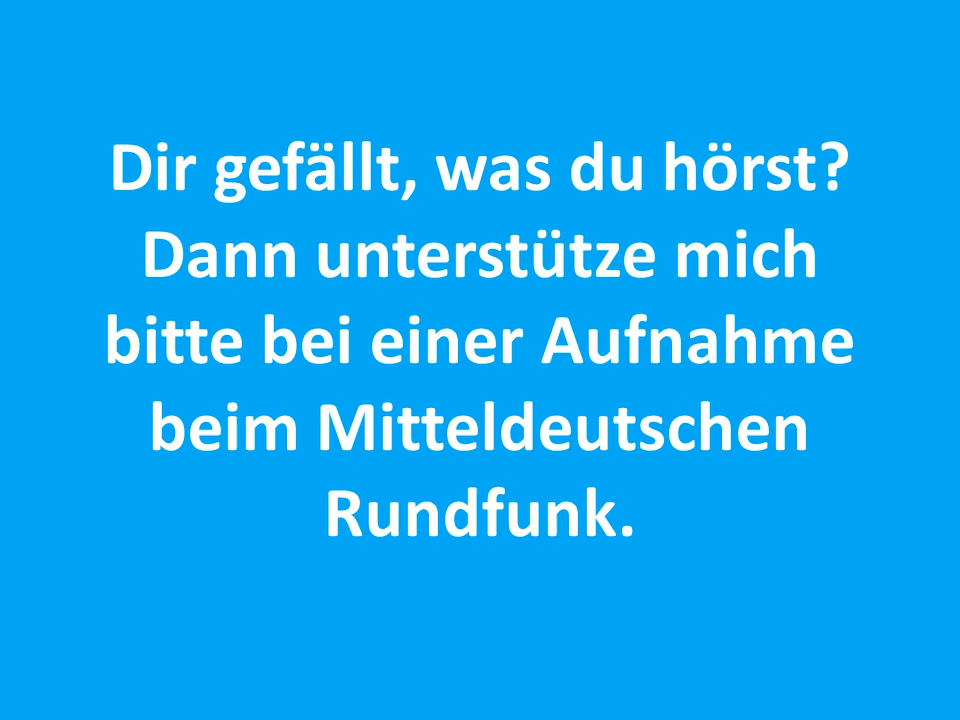 Dir gefällt, was du hörst?
Dann unterstütze mich
bitte bei einer Aufnahme
beim Mitteldeutschen
Rundfunk.